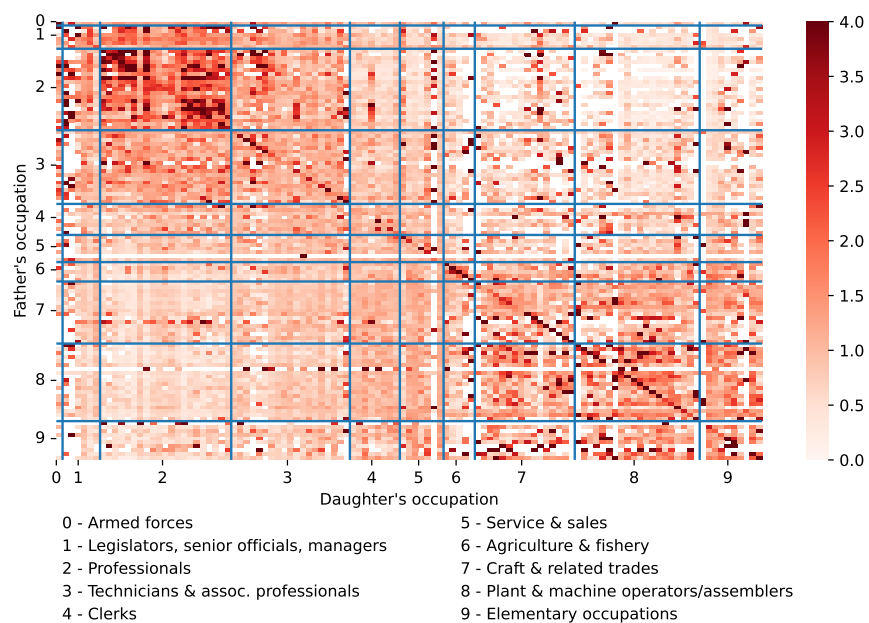 0
1
2
3
4
5
6
7
8
9
Father's occupation
0 1 2 3 4 5 6 7 8 9
Daughter's occupation
4.0
3.5
3.0
2.5
2.0
1.5
1.0
0.5
0.0
0 - Armed forces
1 - Legislators, senior officials, managers
2 - Professionals
3 - Technicians & assoc. professionals
4 - Clerks
5 - Service & sales
6 - Agriculture & fishery
7 - Craft & related trades
8 - Plant & machine operators/assemblers
9 - Elementary occupations